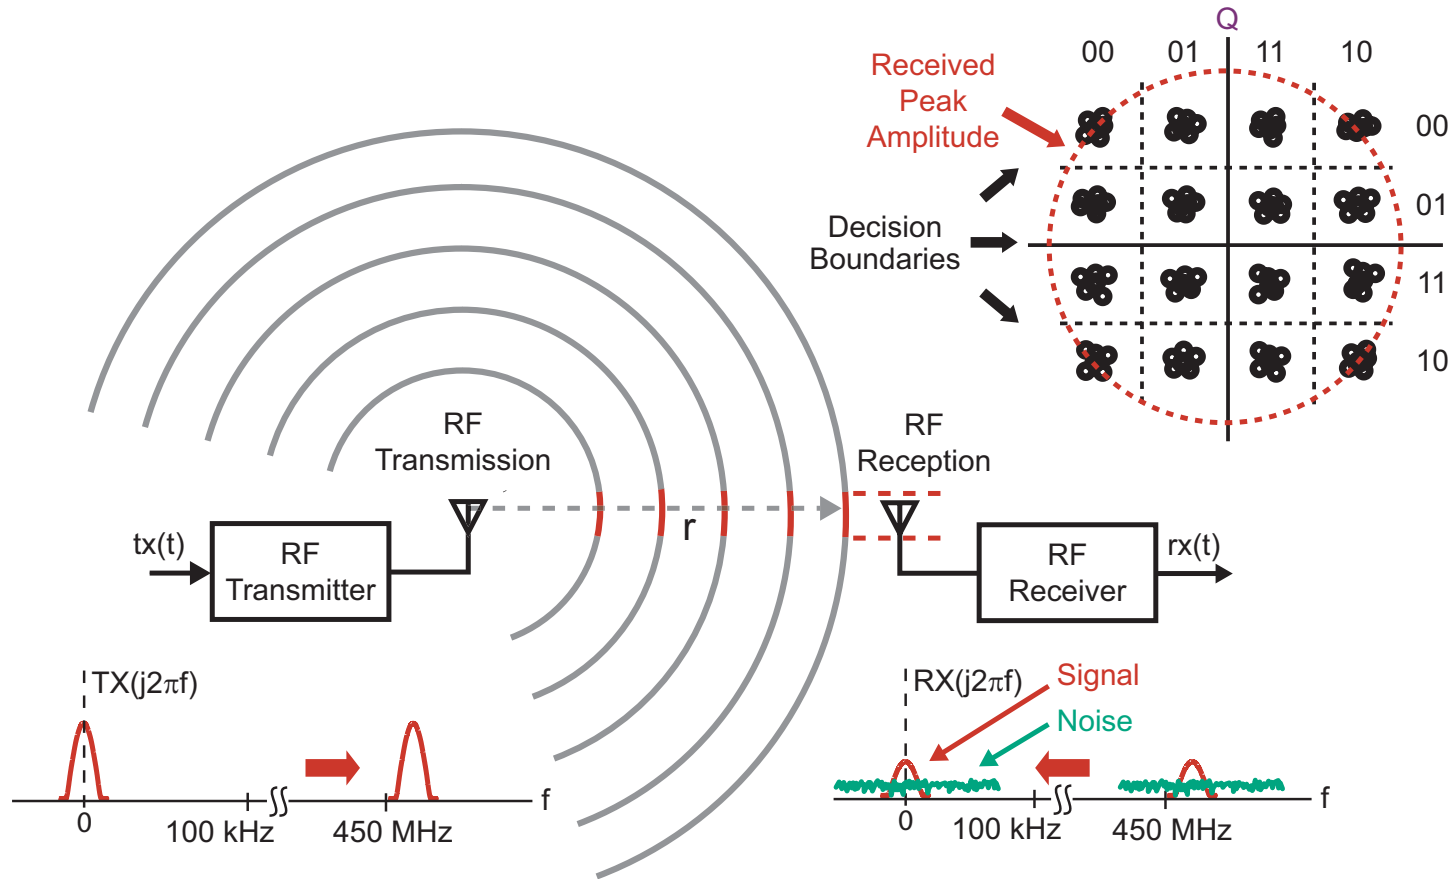 Q
00 01 11 10
Received
Peak
Amplitude
00
01
11
10
Decision
Boundaries
RF
Transmission
RF
Reception
r
tx(t)
RF
Transmitter
RF
Receiver
rx(t)
TX(j2πf)
0
100 kHz
450 MHz
f
RX(j2πf)
Signal
Noise
0
100 kHz
450 MHz
f